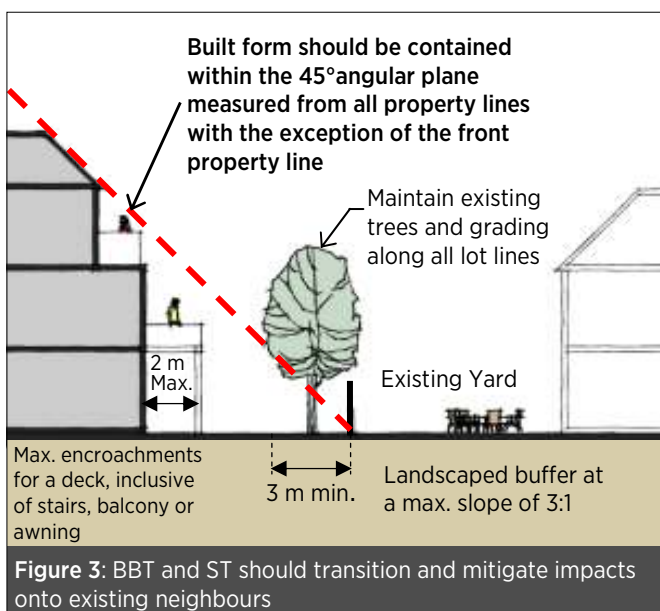 Built form should be contained
within the 45°angular plane
measured from all property lines
with the exception of the front
property line
Maintain existing
trees and grading
along all lot lines
2 m
Max.
Existing Yard
Max. encroachments
for a deck, inclusive
of stairs, balcony or
awning
3 m min.
Landscaped buffer at
a max. slope of 3:1
Figure 3: BBT and ST should transition and mitigate impacts
onto existing neighbours